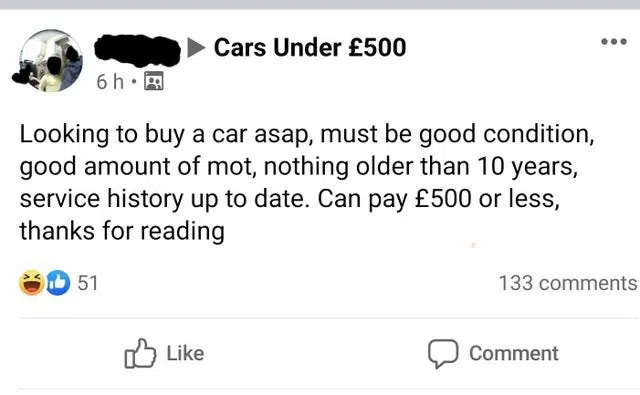 Cars Under £500
6 h
Looking to buy a car asap, must be good condition,
good amount of mot, nothing older than 10 years,
service history up to date. Can pay £500 or less,
thanks for reading
51 133 comments
Like Comment